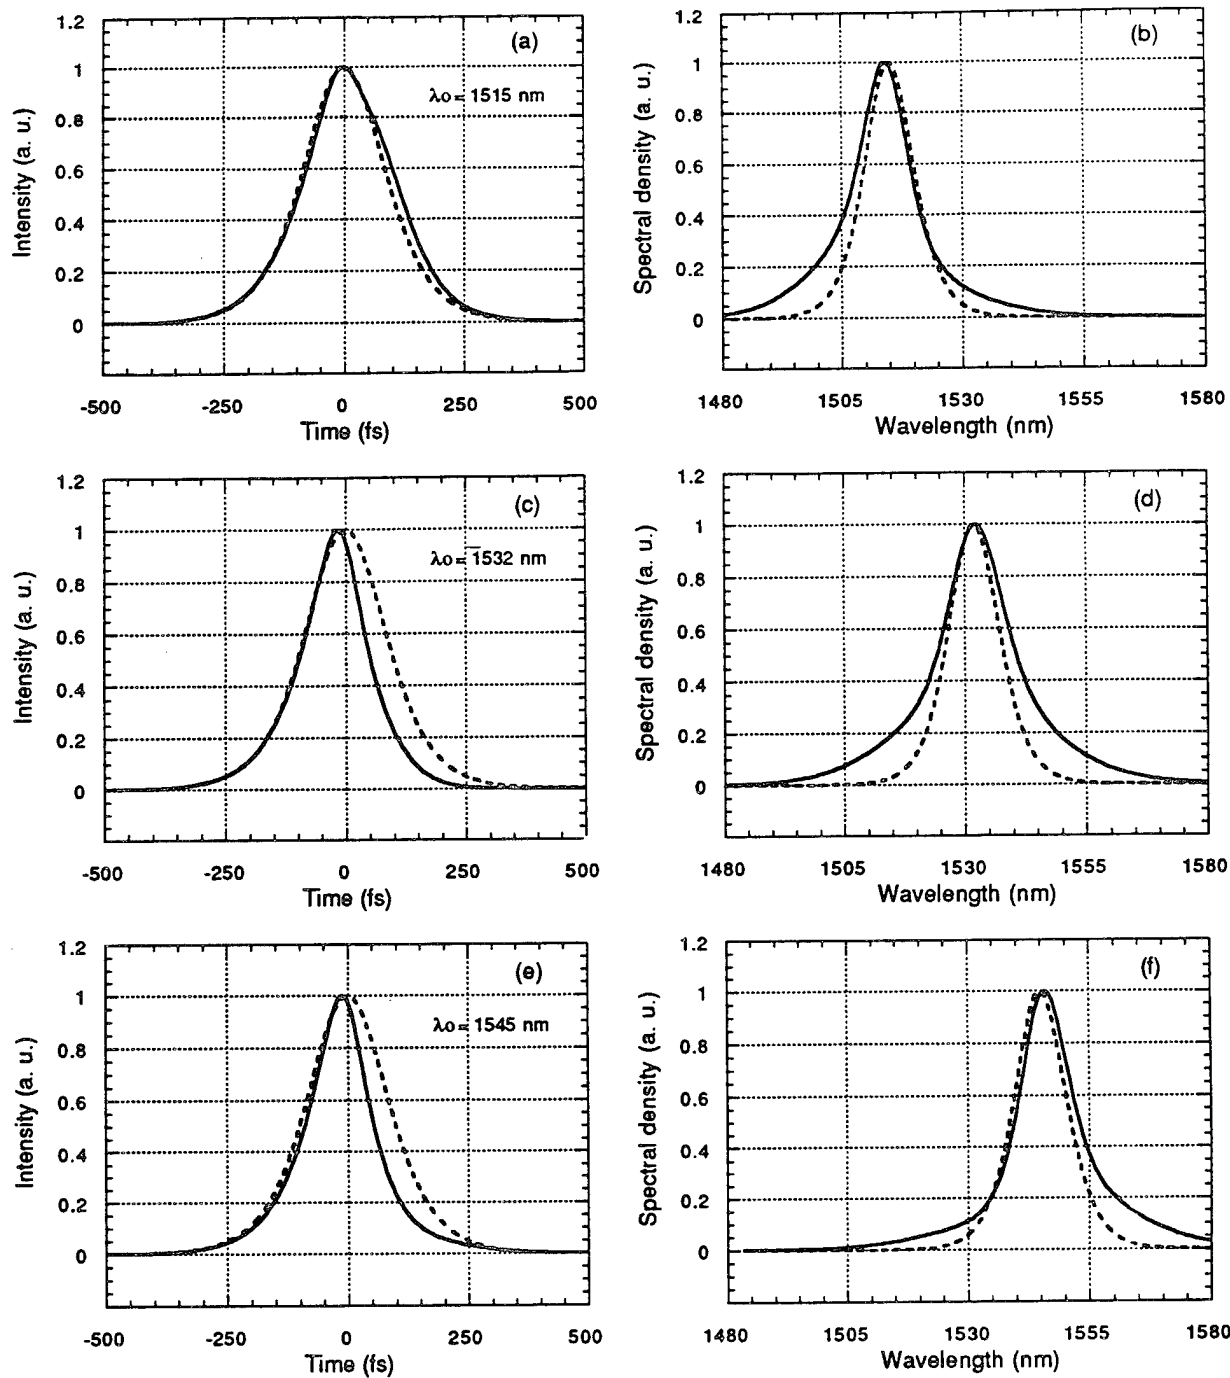 1.2
(a)
1
λo = 1515 nm
0.8
0.6
0.4
0.2
0
Intensity (a. u.)
-500 -250 0 250 500
Time (fs)
1.2
(b)
1
0.8
0.6
0.4
0.2
0
Spectral density (a. u.)
1480 1505 1530 1555 1580
Wavelength (nm)
1.2
(c)
1
λo = 1532 nm
0.8
0.6
0.4
0.2
0
Intensity (a. u.)
-500 -250 0 250 500
Time (fs)
1.2
(d)
1
0.8
0.6
0.4
0.2
0
Spectral density (a. u.)
1480 1505 1530 1555 1580
Wavelength (nm)
1.2
(e)
1
λo = 1545 nm
0.8
0.6
0.4
0.2
0
Intensity (a. u.)
-500 -250 0 250 500
Time (fs)
1.2
(f)
1
0.8
0.6
0.4
0.2
0
Spectral density (a. u.)
1480 1505 1530 1555 1580
Wavelength (nm)